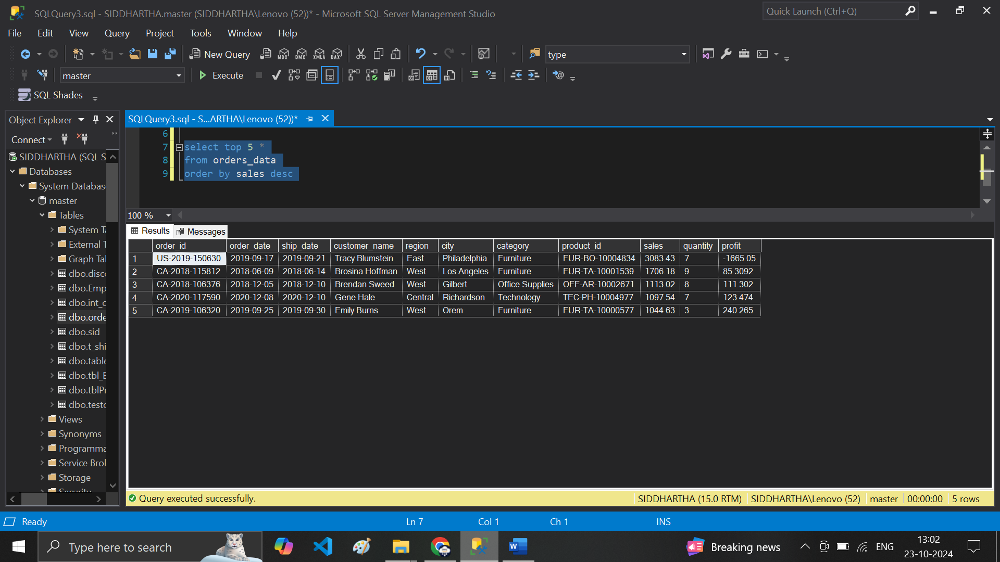 SQLQuery3.sql - SIDDHARTHA.master (SIDDHARTHA\Lenovo (52))* - Microsoft SQL Server Management Studio
Quick Launch (Ctrl+Q)
File Edit View Query Project Tools Window Help
New Query MDX DMX XMLA DAX type
master Execute
SQL Shades
Object Explorer
SQLQuery3.sql - S...ARTHA\Lenovo (52))*
Connect
SIDDHARTHA (SQL S
Databases
System Databas
master
Tables
System Ta
External T
Graph Tal
dbo.disco
dbo.Emp
dbo.int_o
dbo.orde
dbo.sid
dbo.t_shi
dbo.table
dbo.tbl_E
dbo.tblPr
dbo.testo
Views
Synonyms
Programma
Service Brol
Storage
Security
6
7 select top 5 *
8 from orders_data
9 order by sales desc
100 %
Results Messages
order_id order_date ship_date customer_name region city category product_id sales quantity profit
1 US-2019-150630 2019-09-17 2019-09-21 Tracy Blumstein East Philadelphia Furniture FUR-BO-10004834 3083.43 7 -1665.05
2 CA-2018-115812 2018-06-09 2018-06-14 Brosina Hoffman West Los Angeles Furniture FUR-TA-10001539 1706.18 9 85.3092
3 CA-2018-106376 2018-12-05 2018-12-10 Brendan Sweed West Gilbert Office Supplies OFF-AR-10002671 1113.02 8 111.302
4 CA-2020-117590 2020-12-08 2020-12-10 Gene Hale Central Richardson Technology TEC-PH-10004977 1097.54 7 123.474
5 CA-2019-106320 2019-09-25 2019-09-30 Emily Burns West Orem Furniture FUR-TA-10000577 1044.63 3 240.265
Query executed successfully. SIDDHARTHA (15.0 RTM) SIDDHARTHA\Lenovo (52) master 00:00:00 5 rows
Ready Ln 7 Col 1 Ch 1 INS
Type here to search
Breaking news
ENG
13:02
23-10-2024